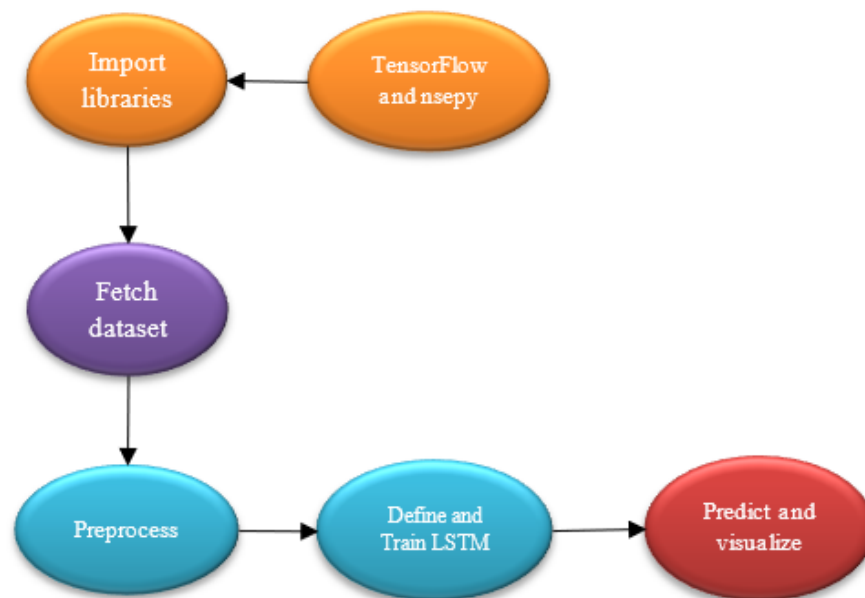 Import
libraries
TensorFlow
and nsepy
Fetch
dataset
Preprocess
Define and
Train LSTM
Predict and
visualize